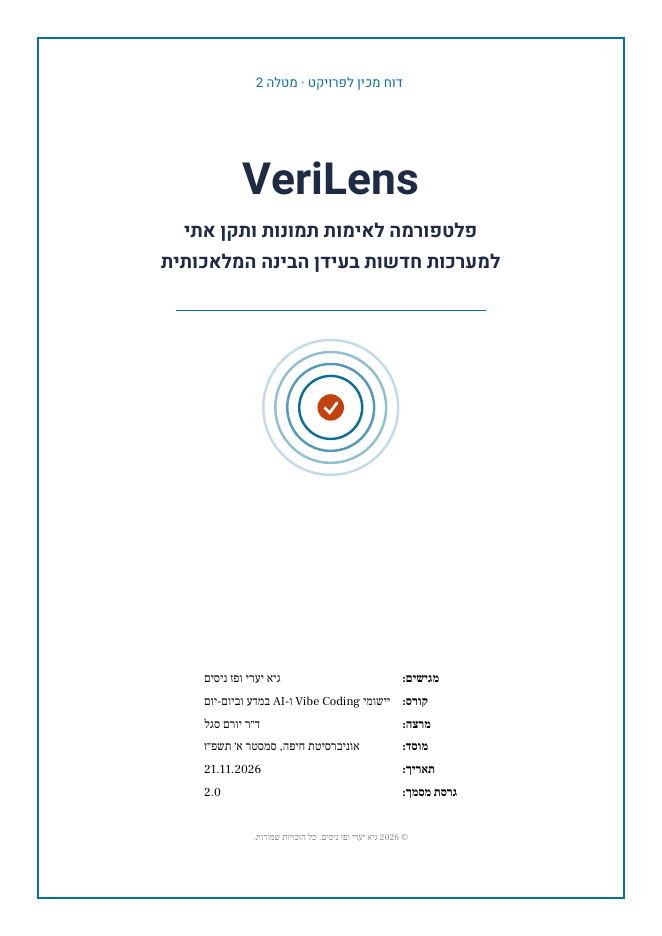 דוח מכין לפרויקט · מטלה 2
VeriLens
פלטפורמה לאימות תמונות ותקן אתי
למערכות חדשות בעידן הבינה המלאכותית
מגישים: גיא יערי ופז ניסים
קורס: יישומי Vibe Coding ו-AI במדע וביום-יום
מרצה: ד״ר יורם סגל
מוסד: אוניברסיטת חיפה, סמסטר א׳ תשפ״ז
תאריך: 21.11.2026
גרסת מסמך: 2.0
© 2026 גיא יערי ופז ניסים. כל הזכויות שמורות.